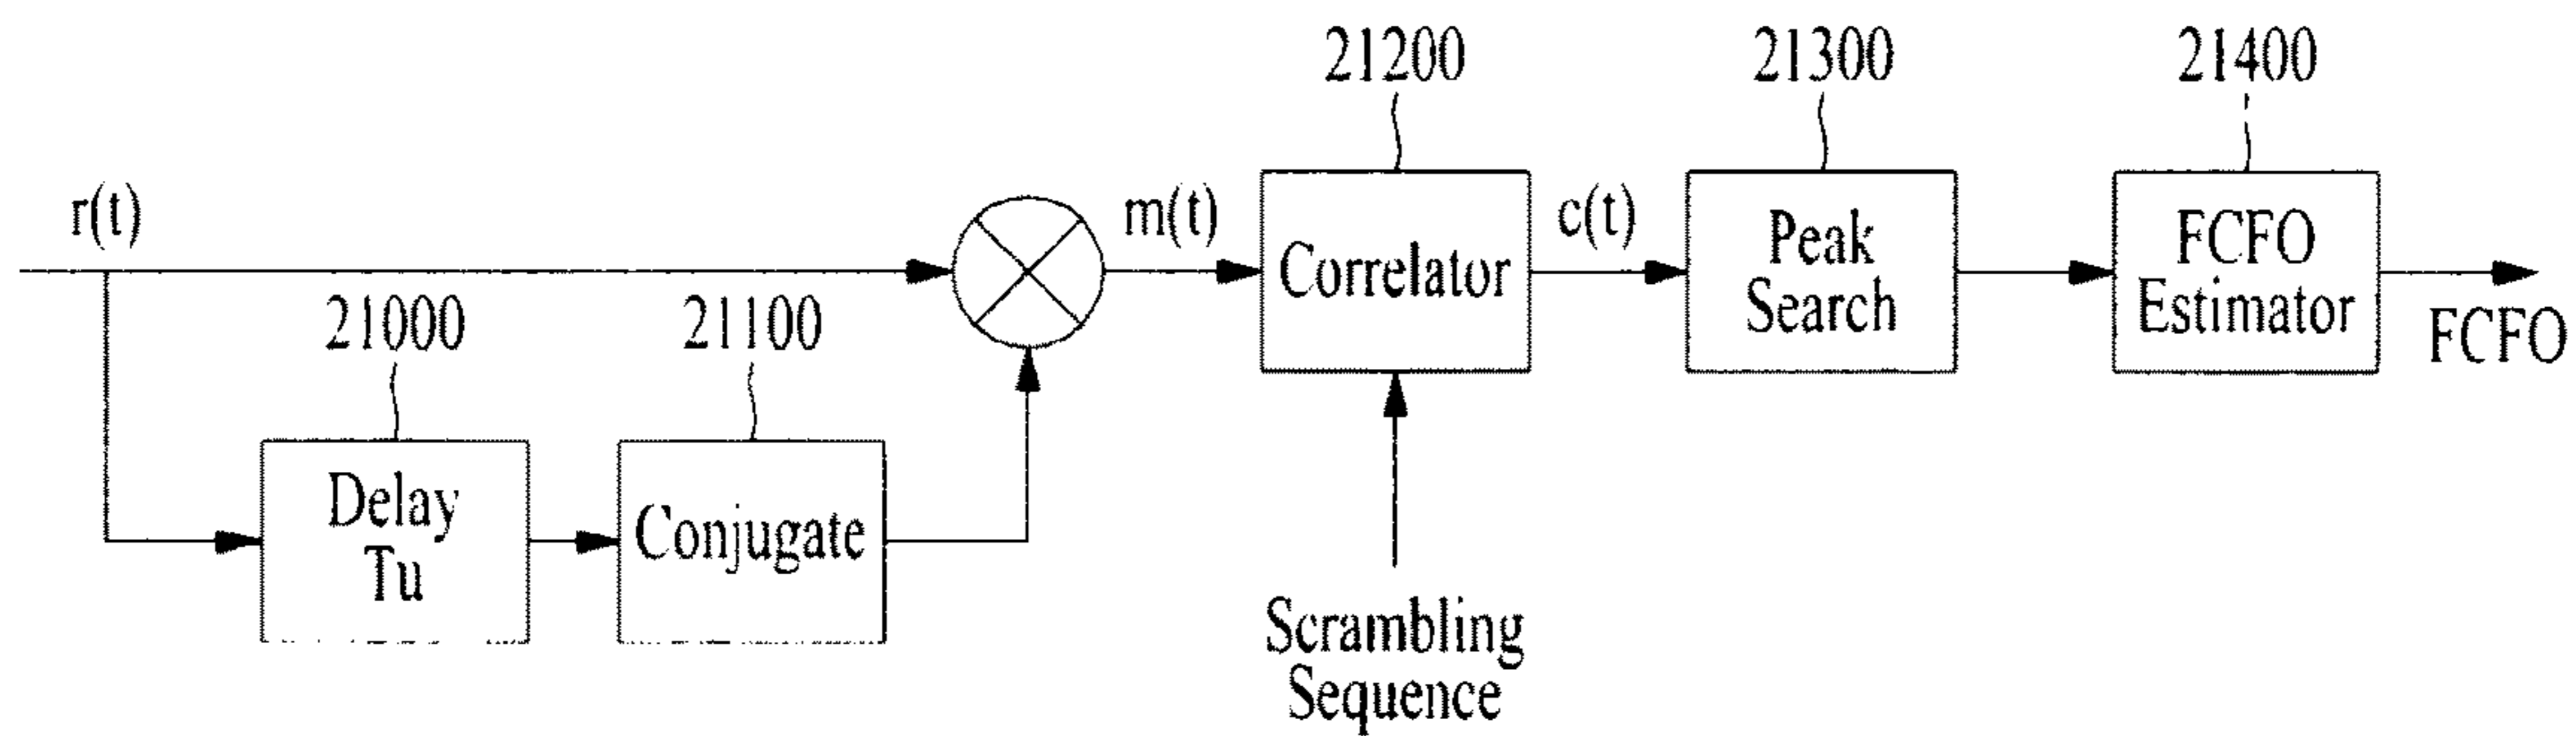 21200
21300
21400
r(t)
m(t)
Correlator
c(t)
Peak
Search
FCFO
Estimator
FCFO
21000
21100
Delay
Tu
Conjugate
Scrambling
Sequence